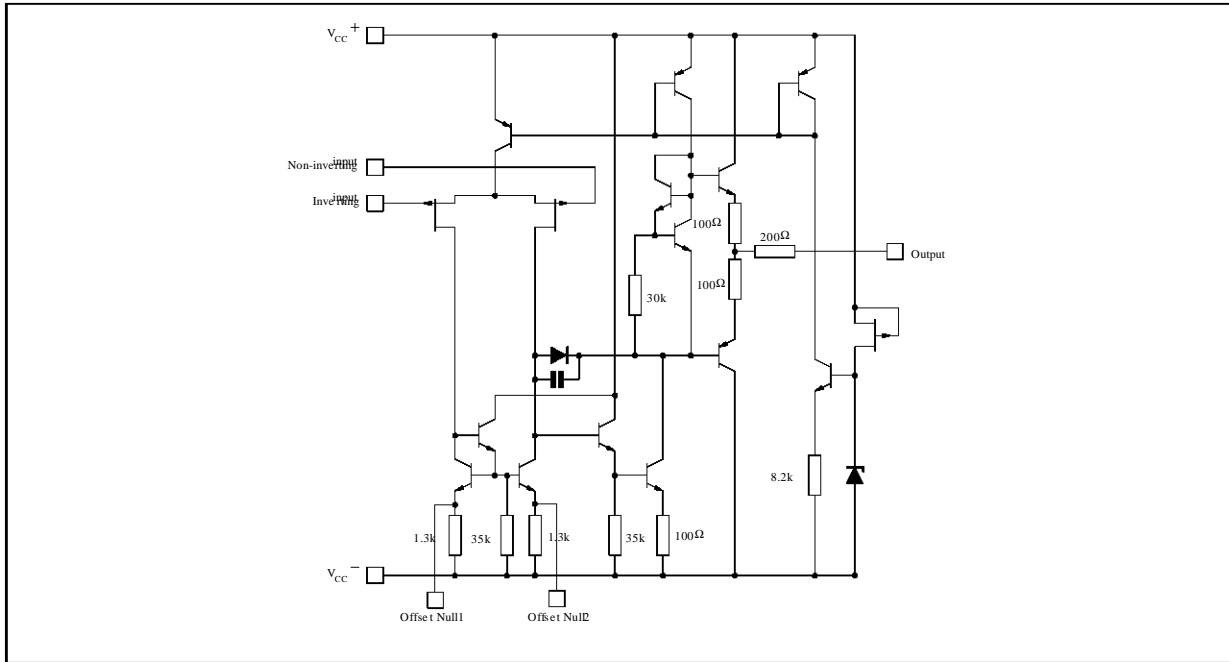 VCC+
Non-inverting input
Inverting input
100Ω
200Ω
Output
100Ω
30k
8.2k
1.3k
35k
1.3k
35k
100Ω
VCC−
Offset Null1
Offset Null2